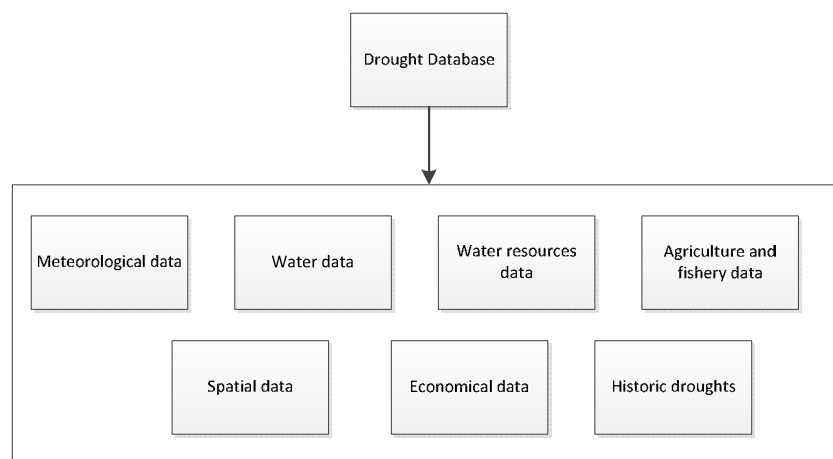 Drought Database
Meteorological data
Water data
Water resources
data
Agriculture and
fishery data
Spatial data
Economical data
Historic droughts